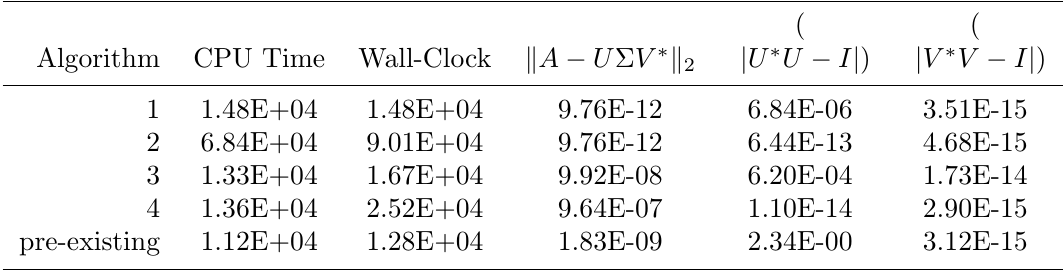 ( (
Algorithm CPU Time Wall-Clock ‖A − UΣV*‖₂ |U*U − I|) |V*V − I|)
1 1.48E+04 1.48E+04 9.76E-12 6.84E-06 3.51E-15
2 6.84E+04 9.01E+04 9.76E-12 6.44E-13 4.68E-15
3 1.33E+04 1.67E+04 9.92E-08 6.20E-04 1.73E-14
4 1.36E+04 2.52E+04 9.64E-07 1.10E-14 2.90E-15
pre-existing 1.12E+04 1.28E+04 1.83E-09 2.34E-00 3.12E-15